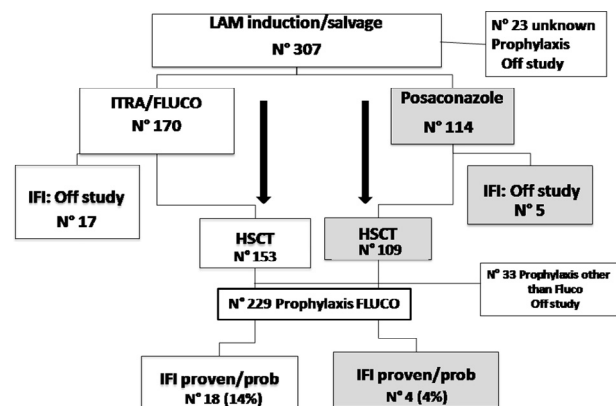 LAM induction/salvage
N° 307
N° 23 unknown
Prophylaxis
Off study
ITRA/FLUCO
N° 170
Posaconazole
N° 114
IFI: Off study
N° 17
IFI: Off study
N° 5
HSCT
N° 153
HSCT
N° 109
N° 33 Prophylaxis other
than Fluco
Off study
N° 229 Prophylaxis FLUCO
IFI proven/prob
N° 18 (14%)
IFI proven/prob
N° 4 (4%)